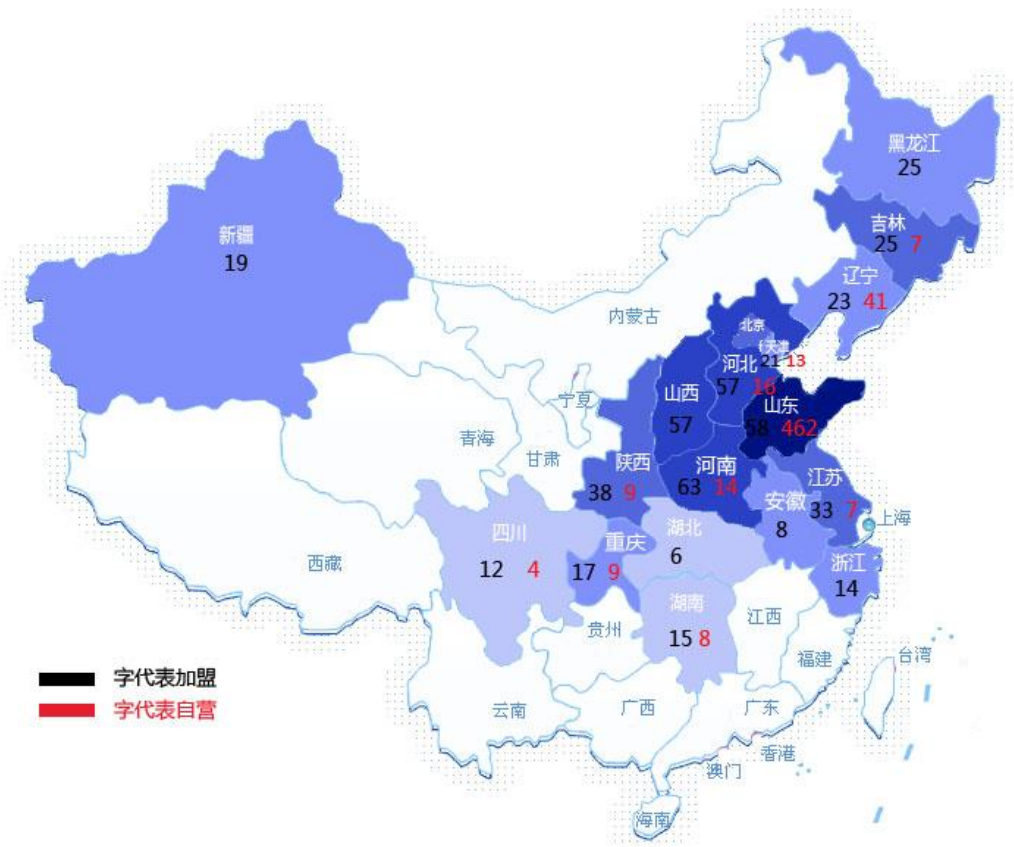 黑龙江
25
吉林
25 7
新疆
19
辽宁
23 41
内蒙古
北京
天津
21 13
河北
57 16
山西
57
宁夏
山东
58 462
青海
甘肃
陕西
38 9
河南
63 14
江苏
33 7
安徽
8
上海
四川
12 4
重庆
17 9
湖北
6
浙江
14
西藏
湖南
15 8
江西
贵州
福建
台湾
字代表加盟
字代表自营
云南
广西
广东
香港
澳门
海南